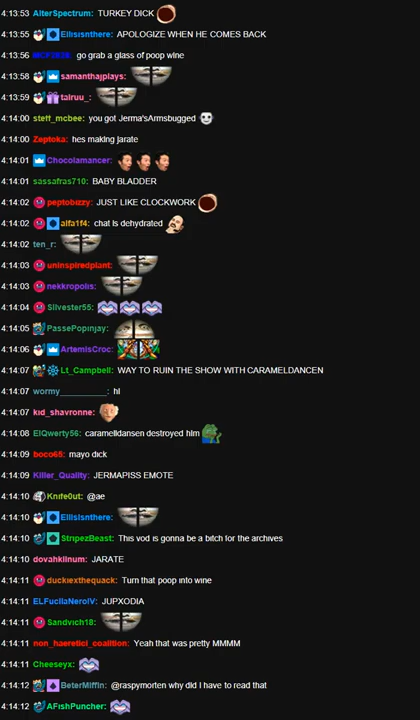 4:13:53 AlterSpectrum: TURKEY DICK
4:13:55 EllisIsnthere: APOLOGIZE WHEN HE COMES BACK
4:13:56 go grab a glass of poop wine
4:13:58 samanthajplays:
4:13:59 tairuu_:
4:14:00 steff_mcbee: you got Jerma'sArmsbugged
4:14:00 Zeptoka: hes making jarate
4:14:01 Chocolamancer:
4:14:01 sassafras710: BABY BLADDER
4:14:02 peptobizzy: JUST LIKE CLOCKWORK
4:14:02 alfa1f4: chat is dehydrated
4:14:02 ten_r:
4:14:03 uninspiredplant:
4:14:03 nekkropolis:
4:14:04 Silvester55:
4:14:05 PassePopinjay:
4:14:06 ArtemisCroc:
4:14:07 Lt_Campbell: WAY TO RUIN THE SHOW WITH CARAMELDANCEN
4:14:07 wormy__________: hi
4:14:07 kid_shavronne:
4:14:08 ElQwerty56: caramelldansen destroyed him
4:14:09 boco65: mayo dick
4:14:09 Killer_Quality: JERMAPISS EMOTE
4:14:10 Knife0ut: @ae
4:14:10 EllisIsnthere:
4:14:10 StripezBeast: This vod is gonna be a bitch for the archives
4:14:10 dovahkiinum: JARATE
4:14:11 duckiexthequack: Turn that poop into wine
4:14:11 ELFucilaNeroIV: JUPXODIA
4:14:11 Sandvich18:
4:14:11 non_haeretici_coalition: Yeah that was pretty MMMM
4:14:11 Cheeseyx:
4:14:12 BeterMiffin: @raspymorten why did I have to read that
4:14:12 AFishPuncher: